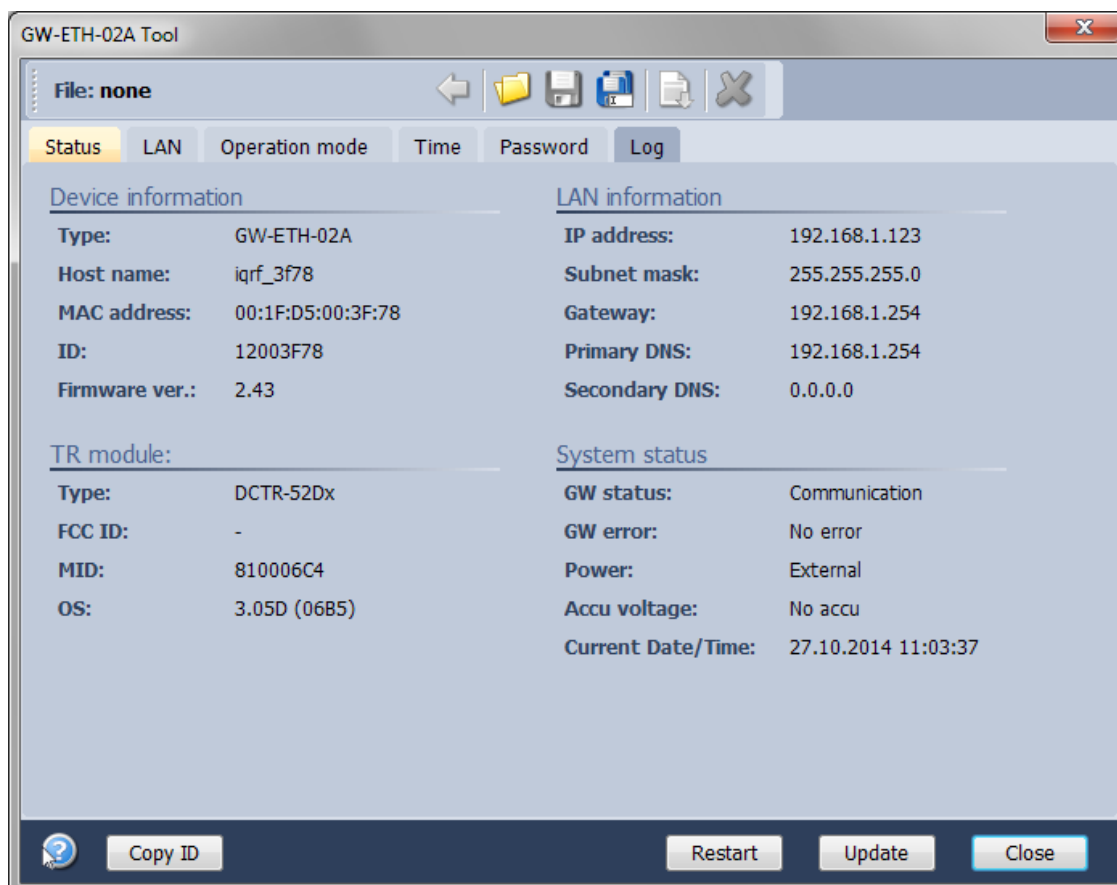 GW-ETH-02A Tool
File: none
Status LAN Operation mode Time Password Log
Device information
Type: GW-ETH-02A
Host name: iqrf_3f78
MAC address: 00:1F:D5:00:3F:78
ID: 12003F78
Firmware ver.: 2.43
LAN information
IP address: 192.168.1.123
Subnet mask: 255.255.255.0
Gateway: 192.168.1.254
Primary DNS: 192.168.1.254
Secondary DNS: 0.0.0.0
TR module:
Type: DCTR-52Dx
FCC ID: -
MID: 810006C4
OS: 3.05D (06B5)
System status
GW status: Communication
GW error: No error
Power: External
Accu voltage: No accu
Current Date/Time: 27.10.2014 11:03:37
Copy ID Restart Update Close